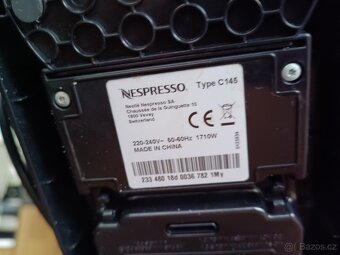 NESPRESSO. Type C145
Nestlé Nespresso SA
Chaussée de la Guinguette 10
1800 Vevey
Switzerland
CE
220-240V~ 50-60Hz 1710W
MADE IN CHINA
233 480 18d 0036 782 1My
bazos.cz